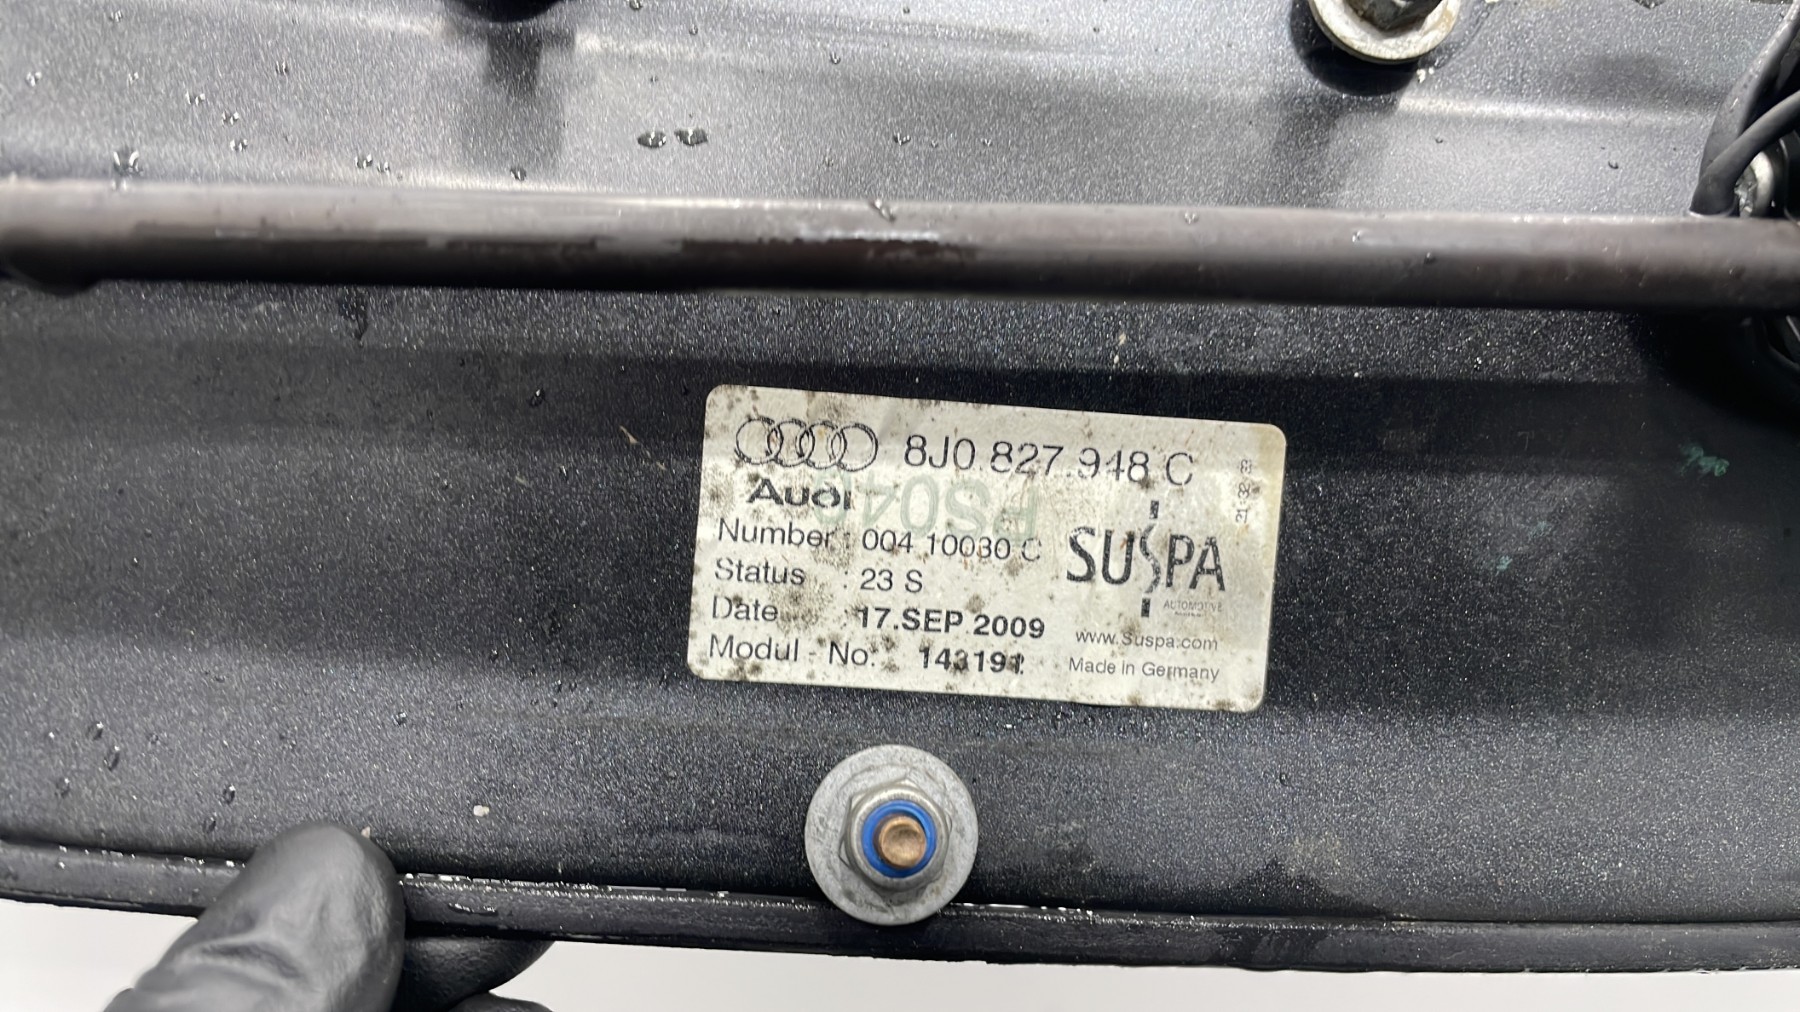 8J0.827.948 C
Audi
Number : 004 10030 C
Status : 23 S
Date : 17.SEP 2009
Modul - No. : 143191
SUSPA
AUTOMOTIVE
www.Suspa.com
Made in Germany